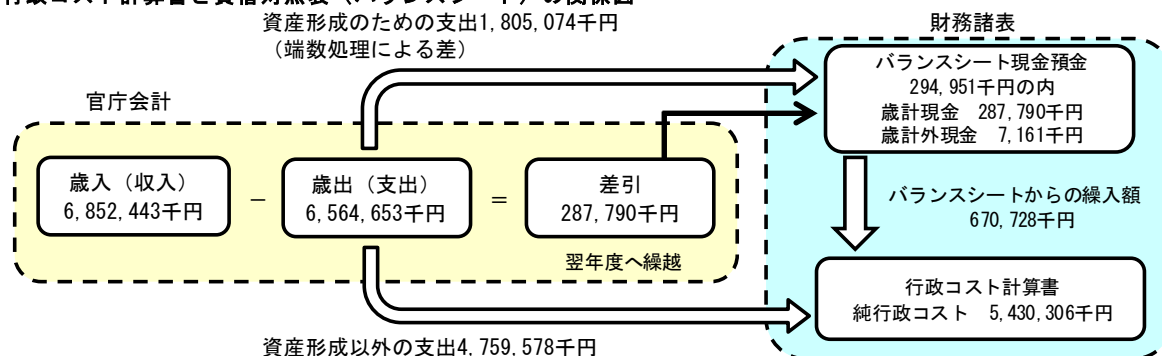 行政コスト計算書と貸借対照表(バランスシート)の関係図
資産形成のための支出1,805,074千円
(端数処理による差)
財務諸表
バランスシート現金預金
294,951千円の内
歳計現金 287,790千円
歳計外現金 7,161千円
官庁会計
歳入(収入)
6,852,443千円
－
歳出(支出)
6,564,653千円
＝
差引
287,790千円
バランスシートからの繰入額
670,728千円
翌年度へ繰越
行政コスト計算書
純行政コスト 5,430,306千円
資産形成以外の支出4,759,578千円